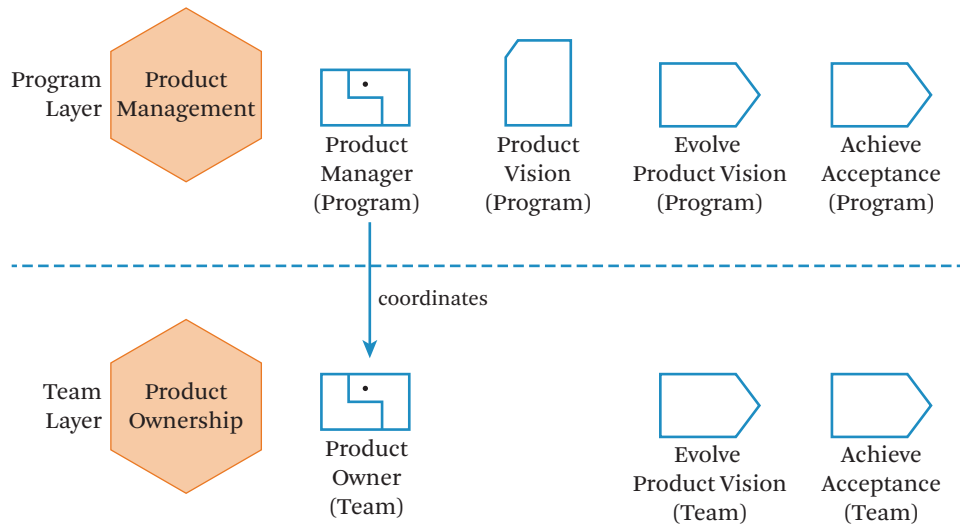 Program
Layer
Product
Management
Product
Manager
(Program)
Product
Vision
(Program)
Evolve
Product Vision
(Program)
Achieve
Acceptance
(Program)
coordinates
Team
Layer
Product
Ownership
Product
Owner
(Team)
Evolve
Product Vision
(Team)
Achieve
Acceptance
(Team)